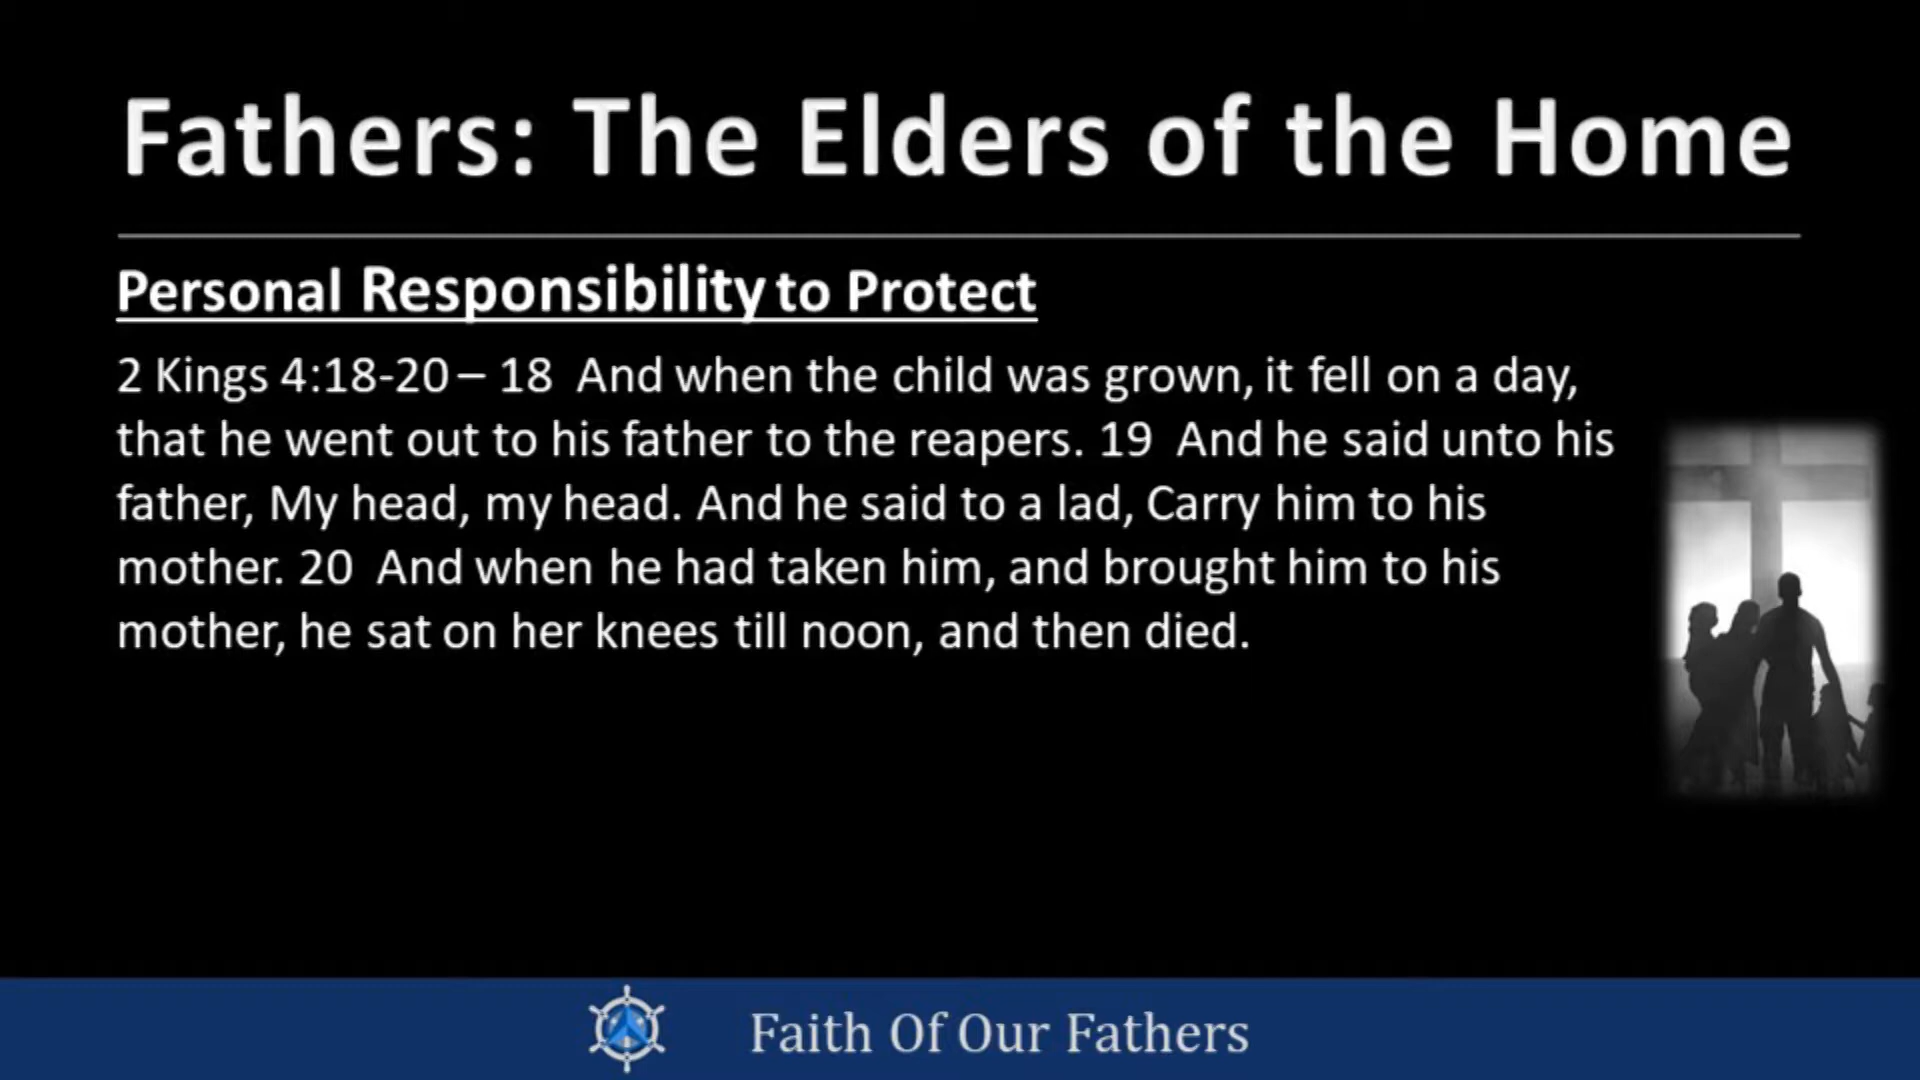 Fathers: The Elders of the Home
Personal Responsibility to Protect
2 Kings 4:18-20 – 18  And when the child was grown, it fell on a day,
that he went out to his father to the reapers. 19  And he said unto his
father, My head, my head. And he said to a lad, Carry him to his
mother. 20  And when he had taken him, and brought him to his
mother, he sat on her knees till noon, and then died.
Faith Of Our Fathers